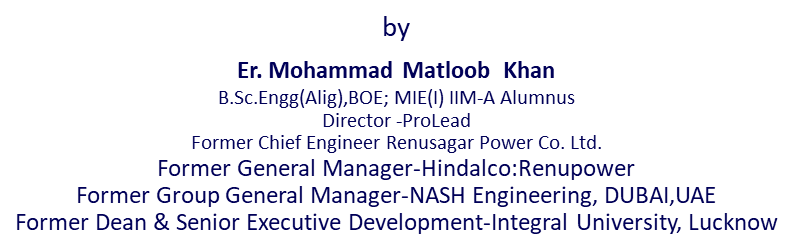 by
Er. Mohammad Matloob Khan
B.Sc.Engg(Alig),BOE; MIE(I) IIM-A Alumnus
Director -ProLead
Former Chief Engineer Renusagar Power Co. Ltd.
Former General Manager-Hindalco:Renupower
Former Group General Manager-NASH Engineering, DUBAI,UAE
Former Dean & Senior Executive Development-Integral University, Lucknow